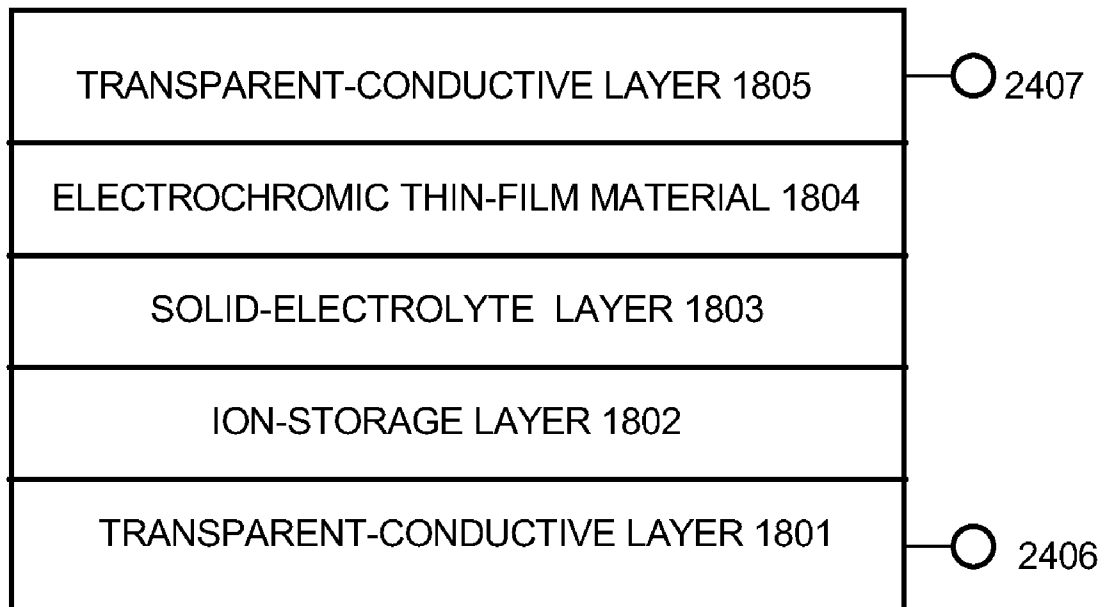 TRANSPARENT-CONDUCTIVE LAYER 1805
2407
ELECTROCHROMIC THIN-FILM MATERIAL 1804
SOLID-ELECTROLYTE LAYER 1803
ION-STORAGE LAYER 1802
TRANSPARENT-CONDUCTIVE LAYER 1801
2406